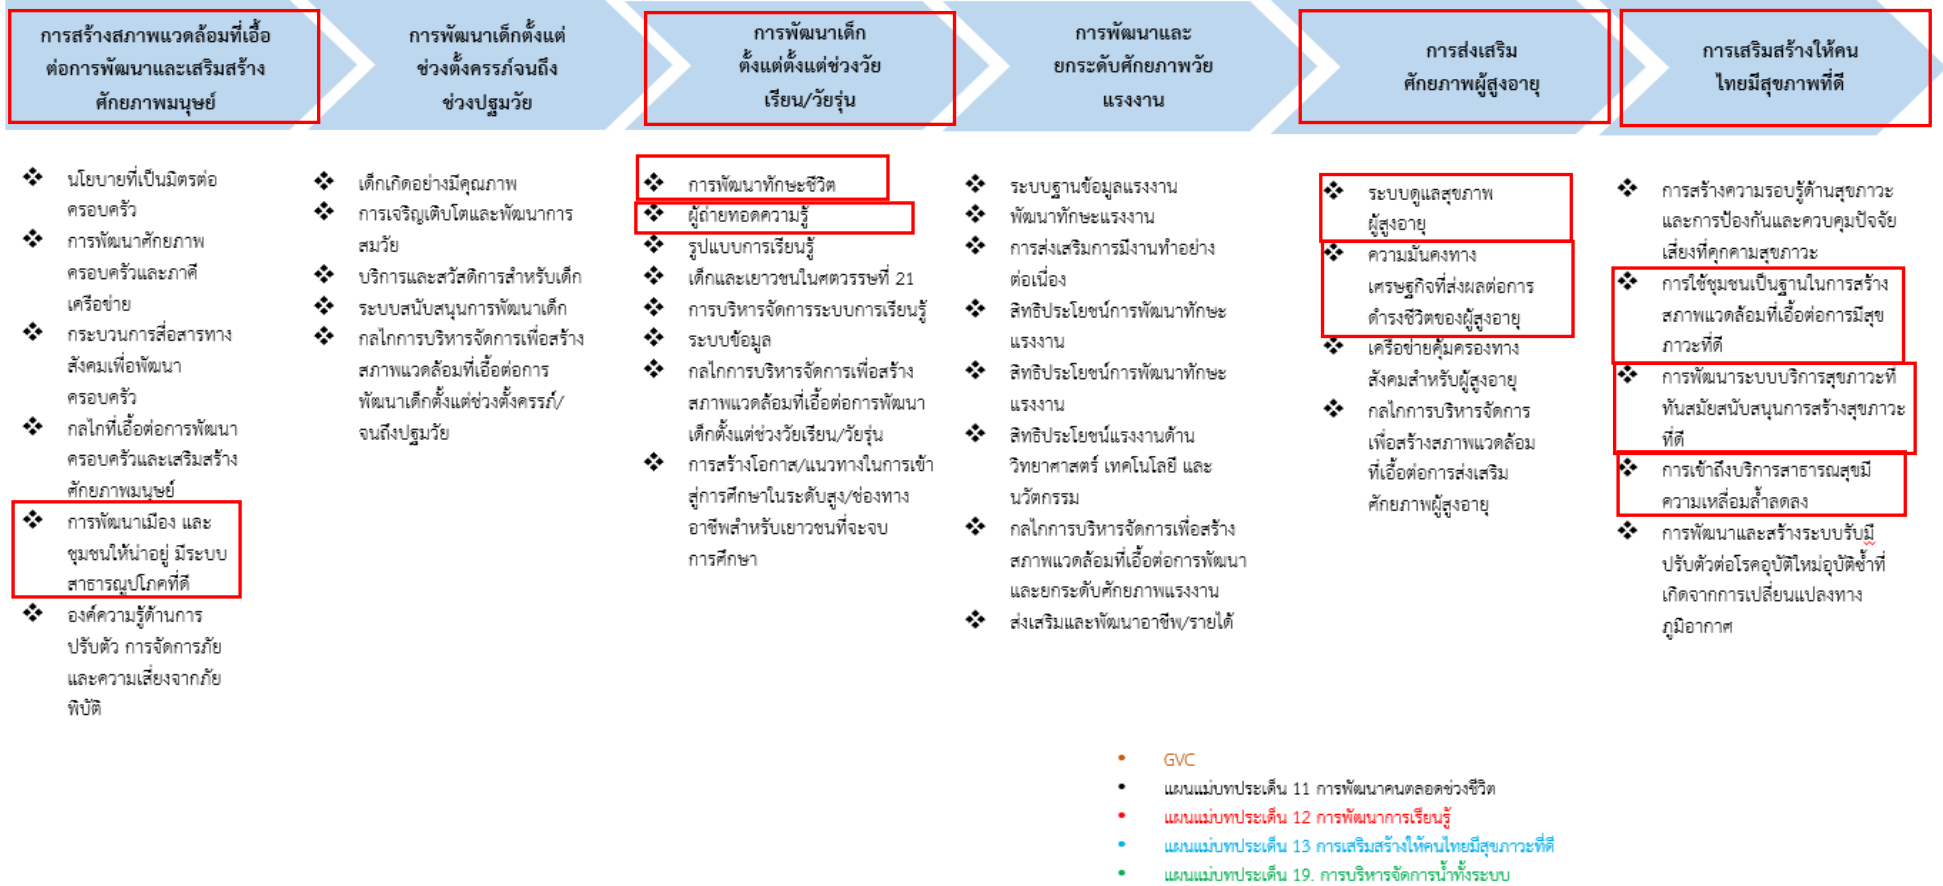 การสร้างสภาพแวดล้อมที่เอื้อ
ต่อการพัฒนาและเสริมสร้าง
ศักยภาพมนุษย์
การพัฒนาเด็กตั้งแต่
ช่วงตั้งครรภ์จนถึง
ช่วงปฐมวัย
การพัฒนาเด็ก
ตั้งแต่ตั้งแต่ช่วงวัย
เรียน/วัยรุ่น
การพัฒนาและ
ยกระดับศักยภาพวัย
แรงงาน
การส่งเสริม
ศักยภาพผู้สูงอายุ
การเสริมสร้างให้คน
ไทยมีสุขภาพที่ดี
❖ นโยบายที่เป็นมิตรต่อ
ครอบครัว
❖ การพัฒนาศักยภาพ
ครอบครัวและภาคี
เครือข่าย
❖ กระบวนการสื่อสารทาง
สังคมเพื่อพัฒนา
ครอบครัว
❖ กลไกที่เอื้อต่อการพัฒนา
ครอบครัวและเสริมสร้าง
ศักยภาพมนุษย์
❖ การพัฒนาเมือง และ
ชุมชนให้น่าอยู่ มีระบบ
สาธารณูปโภคที่ดี
❖ องค์ความรู้ด้านการ
ปรับตัว การจัดการภัย
และความเสี่ยงจากภัย
พิบัติ
❖ เด็กเกิดอย่างมีคุณภาพ
❖ การเจริญเติบโตและพัฒนาการ
สมวัย
❖ บริการและสวัสดิการสำหรับเด็ก
❖ ระบบสนับสนุนการพัฒนาเด็ก
❖ กลไกการบริหารจัดการเพื่อสร้าง
สภาพแวดล้อมที่เอื้อต่อการ
พัฒนาเด็กตั้งแต่ช่วงตั้งครรภ์/
จนถึงปฐมวัย
❖ การพัฒนาทักษะชีวิต
❖ ผู้ถ่ายทอดความรู้
❖ รูปแบบการเรียนรู้
❖ เด็กและเยาวชนในศตวรรษที่ 21
❖ การบริหารจัดการระบบการเรียนรู้
❖ ระบบข้อมูล
❖ กลไกการบริหารจัดการเพื่อสร้าง
สภาพแวดล้อมที่เอื้อต่อการพัฒนา
เด็กตั้งแต่ช่วงวัยเรียน/วัยรุ่น
❖ การสร้างโอกาส/แนวทางในการเข้า
สู่การศึกษาในระดับสูง/ช่องทาง
อาชีพสำหรับเยาวชนที่จะจบ
การศึกษา
❖ ระบบฐานข้อมูลแรงงาน
❖ พัฒนาทักษะแรงงาน
❖ การส่งเสริมการมีงานทำอย่าง
ต่อเนื่อง
❖ สิทธิประโยชน์การพัฒนาทักษะ
แรงงาน
❖ สิทธิประโยชน์การพัฒนาทักษะ
แรงงาน
❖ สิทธิประโยชน์แรงงานด้าน
วิทยาศาสตร์ เทคโนโลยี และ
นวัตกรรม
❖ กลไกการบริหารจัดการเพื่อสร้าง
สภาพแวดล้อมที่เอื้อต่อการพัฒนา
และยกระดับศักยภาพแรงงาน
❖ ส่งเสริมและพัฒนาอาชีพ/รายได้
❖ ระบบดูแลสุขภาพ
ผู้สูงอายุ
❖ ความมันคงทาง
เศรษฐกิจที่ส่งผลต่อการ
ดำรงชีวิตของผู้สูงอายุ
❖ เครือข่ายคุ้มครองทาง
สังคมสำหรับผู้สูงอายุ
❖ กลไกการบริหารจัดการ
เพื่อสร้างสภาพแวดล้อม
ที่เอื้อต่อการส่งเสริม
ศักยภาพผู้สูงอายุ
❖ การสร้างความรอบรู้ด้านสุขภาวะ
และการป้องกันและควบคุมปัจจัย
เสี่ยงที่คุกคามสุขภาวะ
❖ การใช้ชุมชนเป็นฐานในการสร้าง
สภาพแวดล้อมที่เอื้อต่อการมีสุข
ภาวะที่ดี
❖ การพัฒนาระบบบริการสุขภาวะที่
ทันสมัยสนับสนุนการสร้างสุขภาวะ
ที่ดี
❖ การเข้าถึงบริการสาธารณสุขมี
ความเหลื่อมล้ำลดลง
❖ การพัฒนาและสร้างระบบรับมื
ปรับตัวต่อโรคอุบัติใหม่อุบัติซ้ำที่
เกิดจากการเปลี่ยนแปลงทาง
ภูมิอากาศ
• GVC
• แผนแม่บทประเด็น 11 การพัฒนาคนตลอดช่วงชีวิต
• แผนแม่บทประเด็น 12 การพัฒนาการเรียนรู้
• แผนแม่บทประเด็น 13 การเสริมสร้างให้คนไทยมีสุขภาวะที่ดี
• แผนแม่บทประเด็น 19. การบริหารจัดการน้ำทั้งระบบ